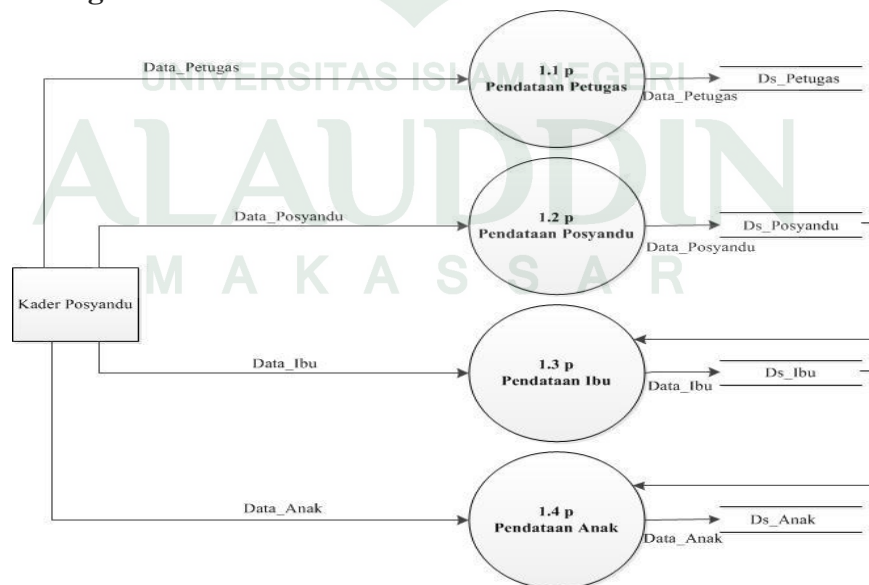 Data_Petugas
1.1 p
Pendataan Petugas
Data_Petugas
Ds_Petugas
UNIVERSITAS ISLAM NEGERI
ALAUDDIN
Data_Posyandu
1.2 p
Pendataan Posyandu
Data_Posyandu
Ds_Posyandu
MAKASSAR
Kader Posyandu
Data_Ibu
1.3 p
Pendataan Ibu
Data_Ibu
Ds_Ibu
Data_Anak
1.4 p
Pendataan Anak
Data_Anak
Ds_Anak